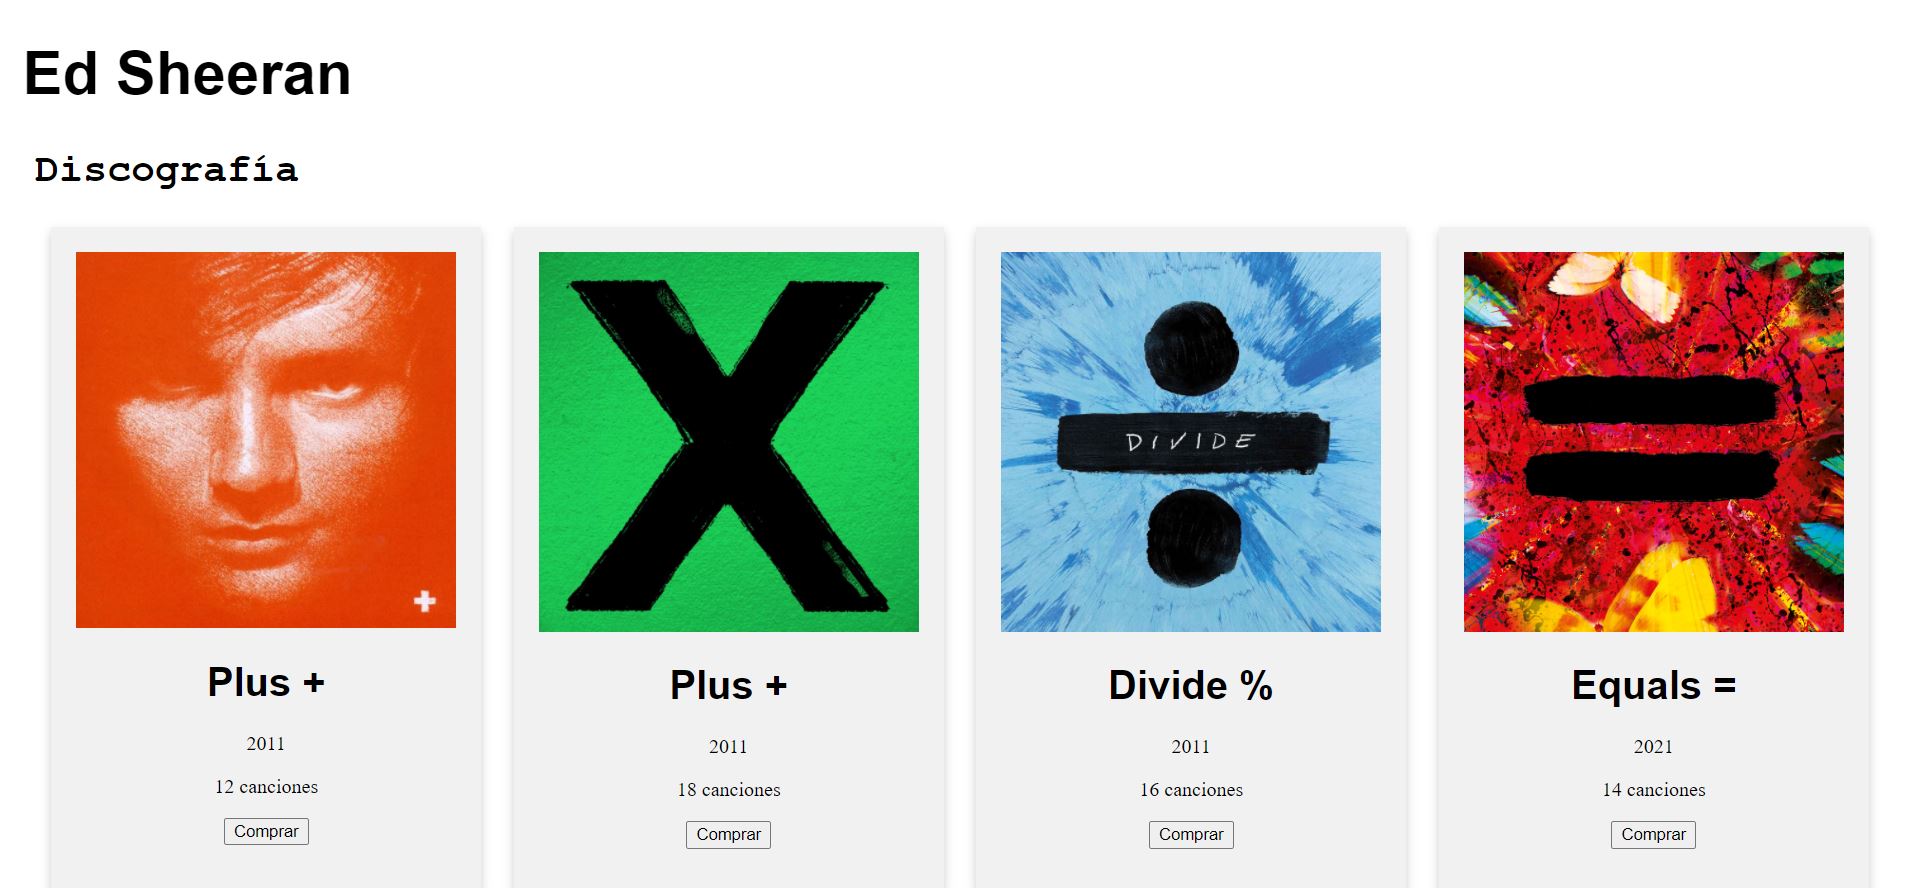 Ed Sheeran
Discografía
DIVIDE
Plus +
2011
12 canciones
Comprar
Plus +
2011
18 canciones
Comprar
Divide %
2011
16 canciones
Comprar
Equals =
2021
14 canciones
Comprar